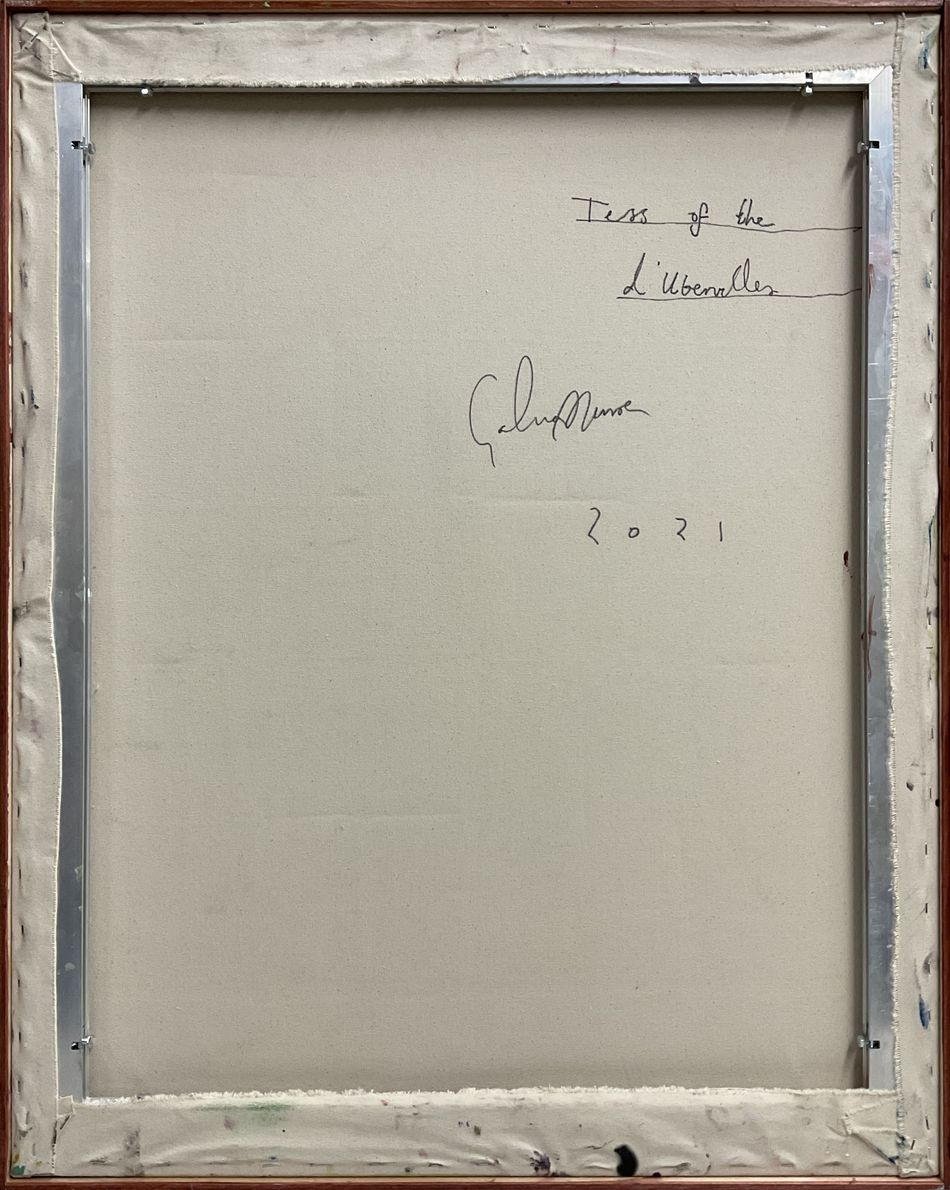 Tess of the
d'Ubervilles
2021